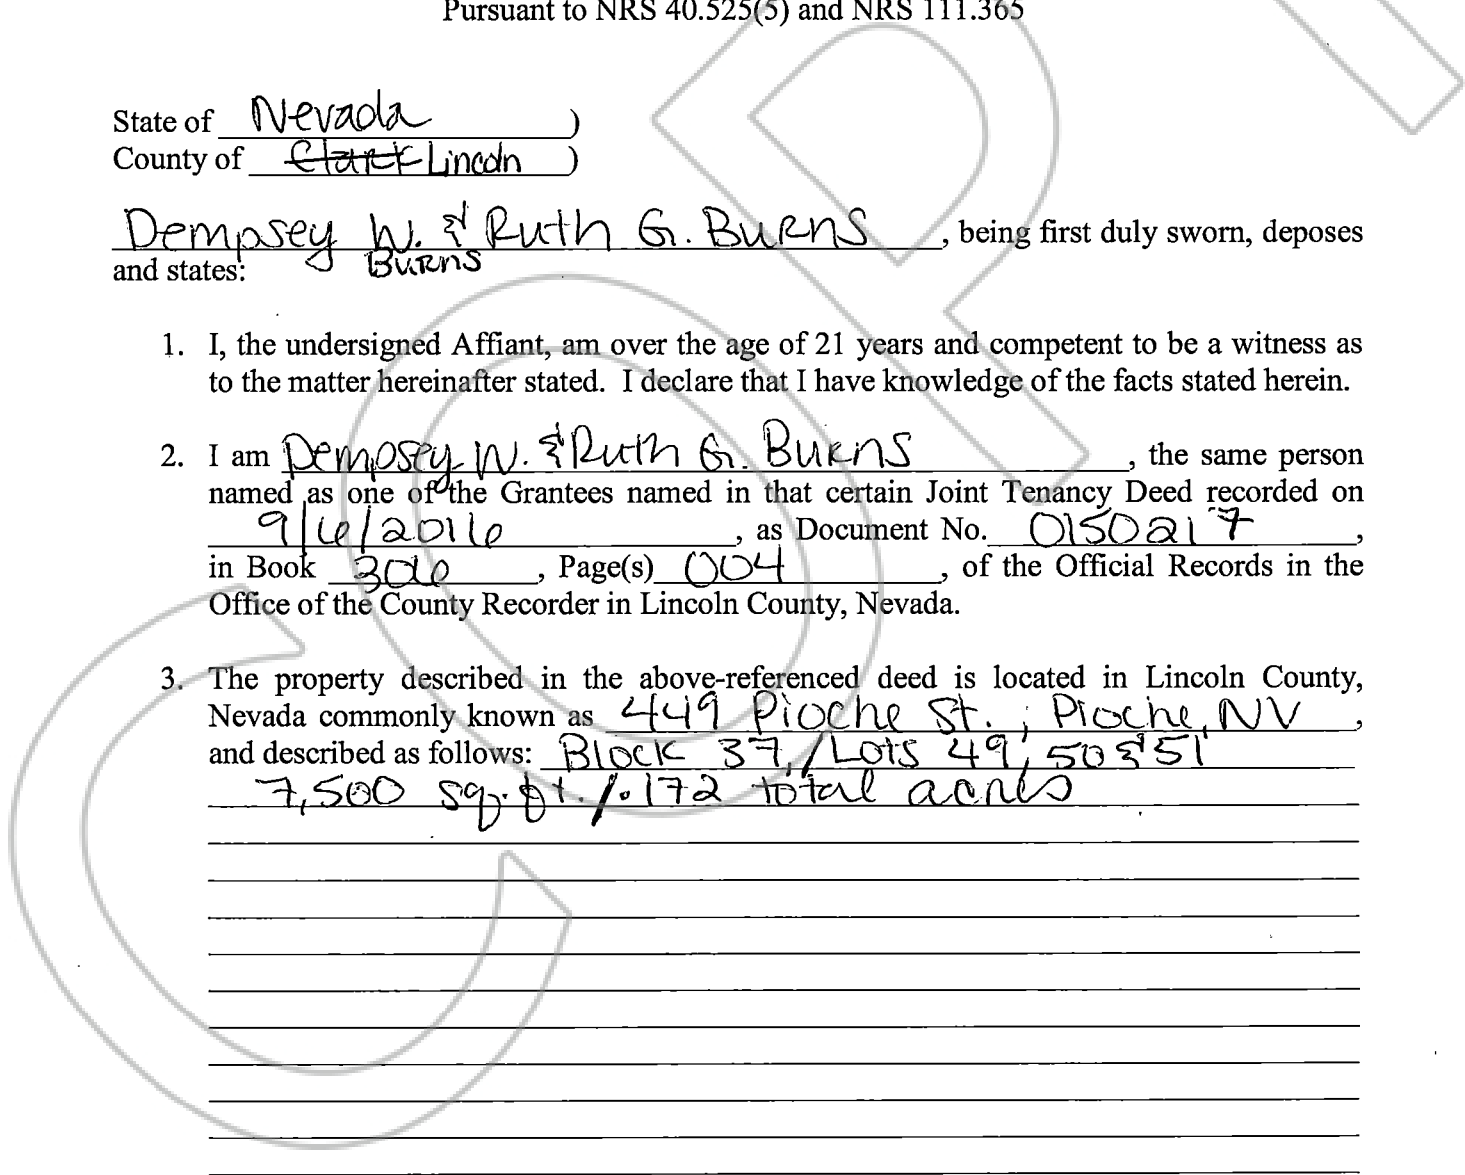 Pursuant to NRS 40.525(5) and NRS 111.365
State of Nevada )
County of Clark Lincoln )
Dempsey W. & Ruth G. Burns, being first duly sworn, deposes
and states: Burns
1. I, the undersigned Affiant, am over the age of 21 years and competent to be a witness as
to the matter hereinafter stated. I declare that I have knowledge of the facts stated herein.
2. I am Dempsey W. & Ruth G. Burns, the same person
named as one of the Grantees named in that certain Joint Tenancy Deed recorded on
9/6/2016, as Document No. 0150217,
in Book 306, Page(s) 004, of the Official Records in the
Office of the County Recorder in Lincoln County, Nevada.
3. The property described in the above-referenced deed is located in Lincoln County,
Nevada commonly known as 449 Pioche St., Pioche, NV,
and described as follows: Block 37/Lots 49, 50 & 51
7,500 sq. ft. / .172 total acres
COPY